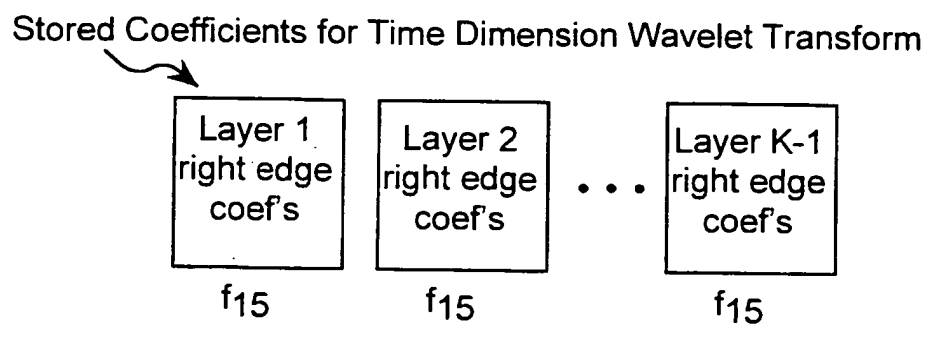 Stored Coefficients for Time Dimension Wavelet Transform
Layer 1
right edge
coef's
Layer 2
right edge
coef's
...
Layer K-1
right edge
coef's
f15
f15
f15